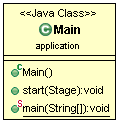 <<Java Class>>
C Main
application
C Main()
start(Stage):void
S main(String[]):void